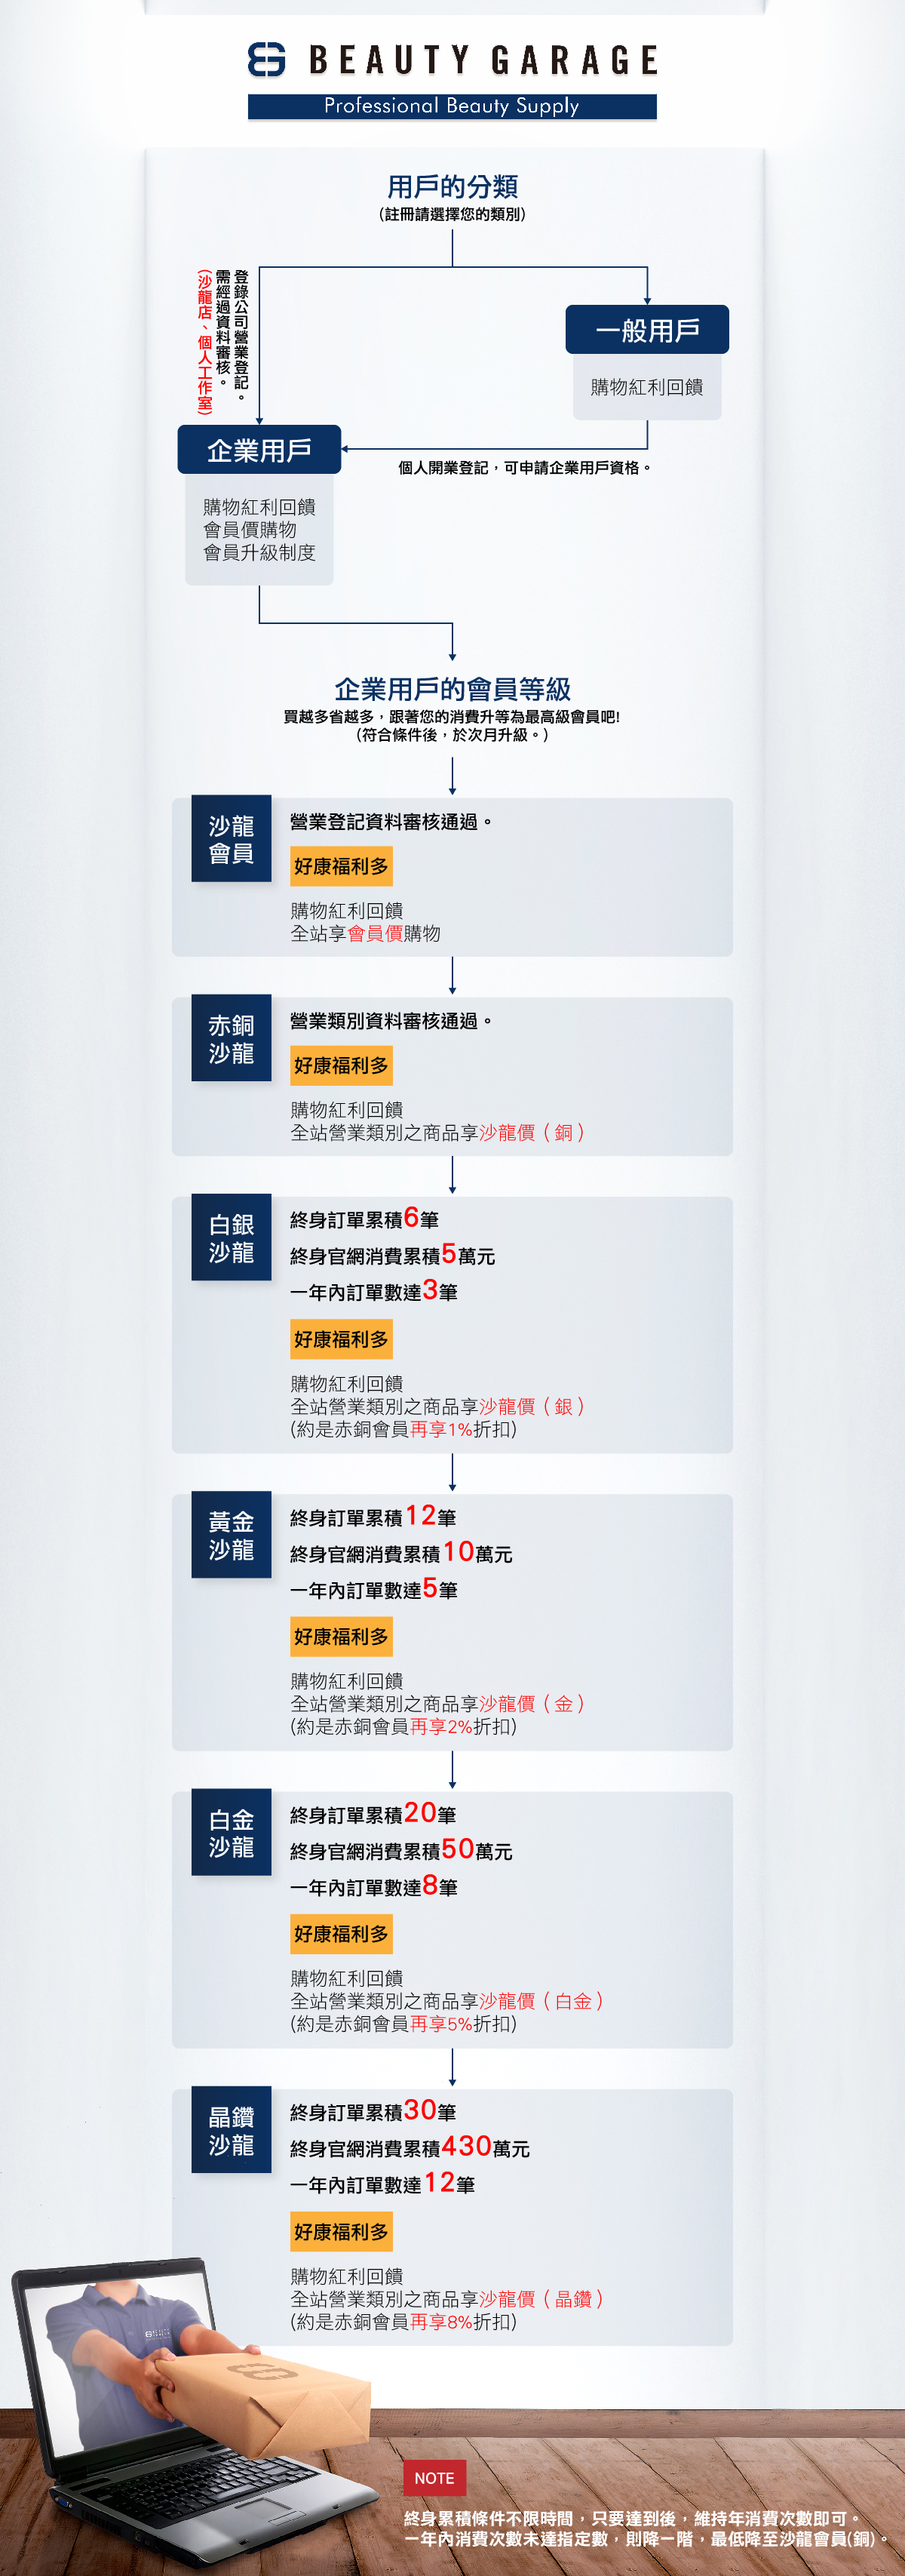 BEAUTY GARAGE
Professional Beauty Supply
用戶的分類
(註冊請選擇您的類別)
登錄公司營業登記。
需經過資料審核。
(沙龍店、個人工作室)
一般用戶
購物紅利回饋
企業用戶
個人開業登記，可申請企業用戶資格。
購物紅利回饋
會員價購物
會員升級制度
企業用戶的會員等級
買越多省越多，跟著您的消費升等為最高級會員吧!
(符合條件後，於次月升級。)
沙龍
會員
營業登記資料審核通過。
好康福利多
購物紅利回饋
全站享會員價購物
赤銅
沙龍
營業類別資料審核通過。
好康福利多
購物紅利回饋
全站營業類別之商品享沙龍價（銅）
白銀
沙龍
終身訂單累積6筆
終身官網消費累積5萬元
一年內訂單數達3筆
好康福利多
購物紅利回饋
全站營業類別之商品享沙龍價（銀）
(約是赤銅會員再享1%折扣)
黃金
沙龍
終身訂單累積12筆
終身官網消費累積10萬元
一年內訂單數達5筆
好康福利多
購物紅利回饋
全站營業類別之商品享沙龍價（金）
(約是赤銅會員再享2%折扣)
白金
沙龍
終身訂單累積20筆
終身官網消費累積50萬元
一年內訂單數達8筆
好康福利多
購物紅利回饋
全站營業類別之商品享沙龍價（白金）
(約是赤銅會員再享5%折扣)
晶鑽
沙龍
終身訂單累積30筆
終身官網消費累積430萬元
一年內訂單數達12筆
好康福利多
購物紅利回饋
全站營業類別之商品享沙龍價（晶鑽）
(約是赤銅會員再享8%折扣)
NOTE
終身累積條件不限時間，只要達到後，維持年消費次數即可。
一年內消費次數未達指定數，則降一階，最低降至沙龍會員(銅)。